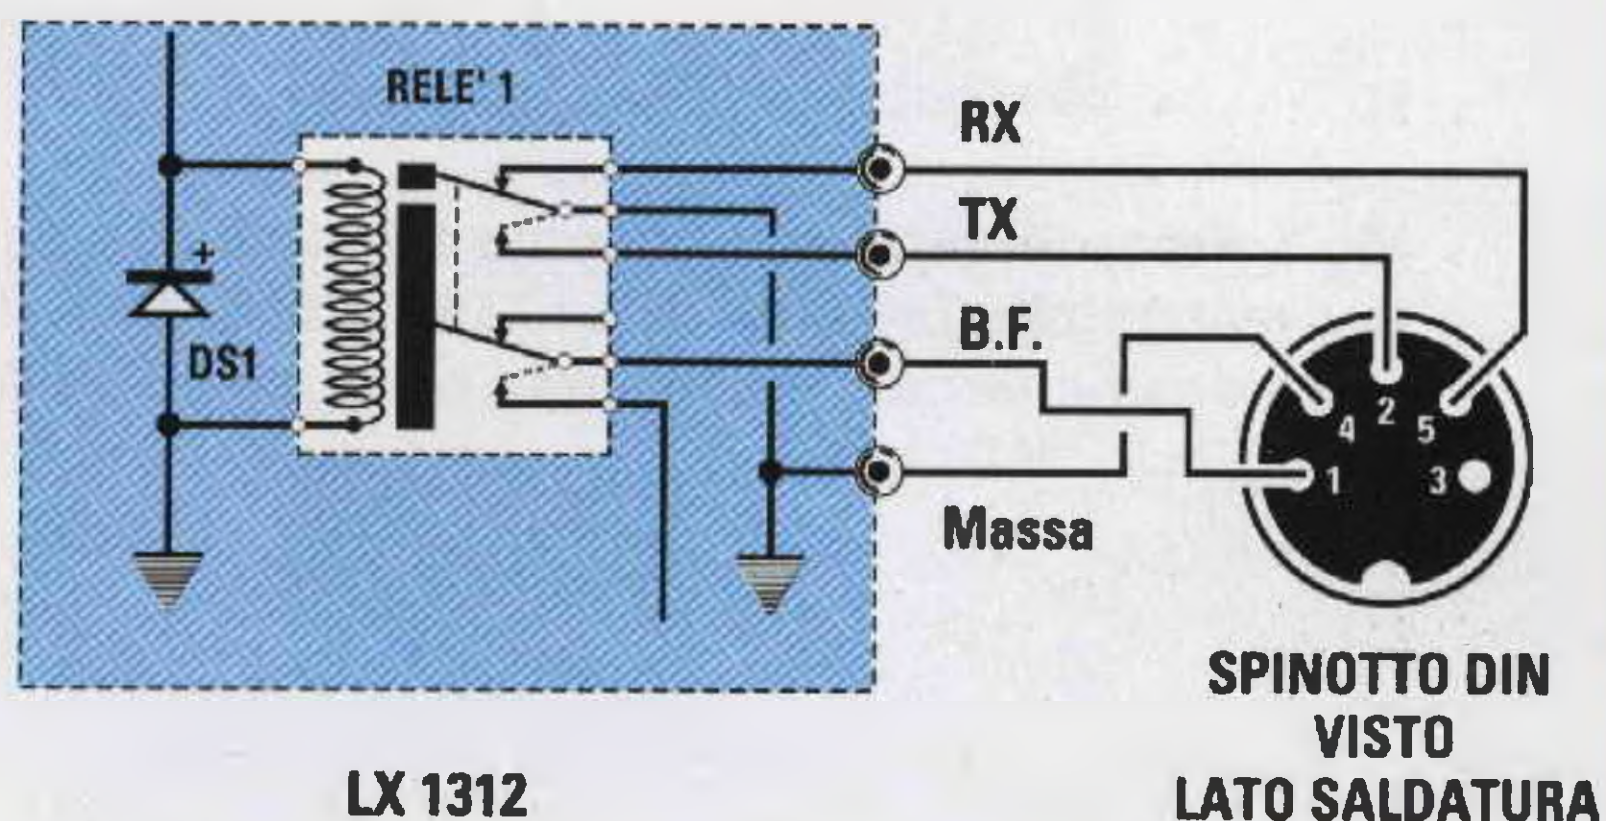 RELE' 1
RX
TX
+
DS1
B.F.
4 2 5
1 3
Massa
SPINOTTO DIN
VISTO
LATO SALDATURA
LX 1312